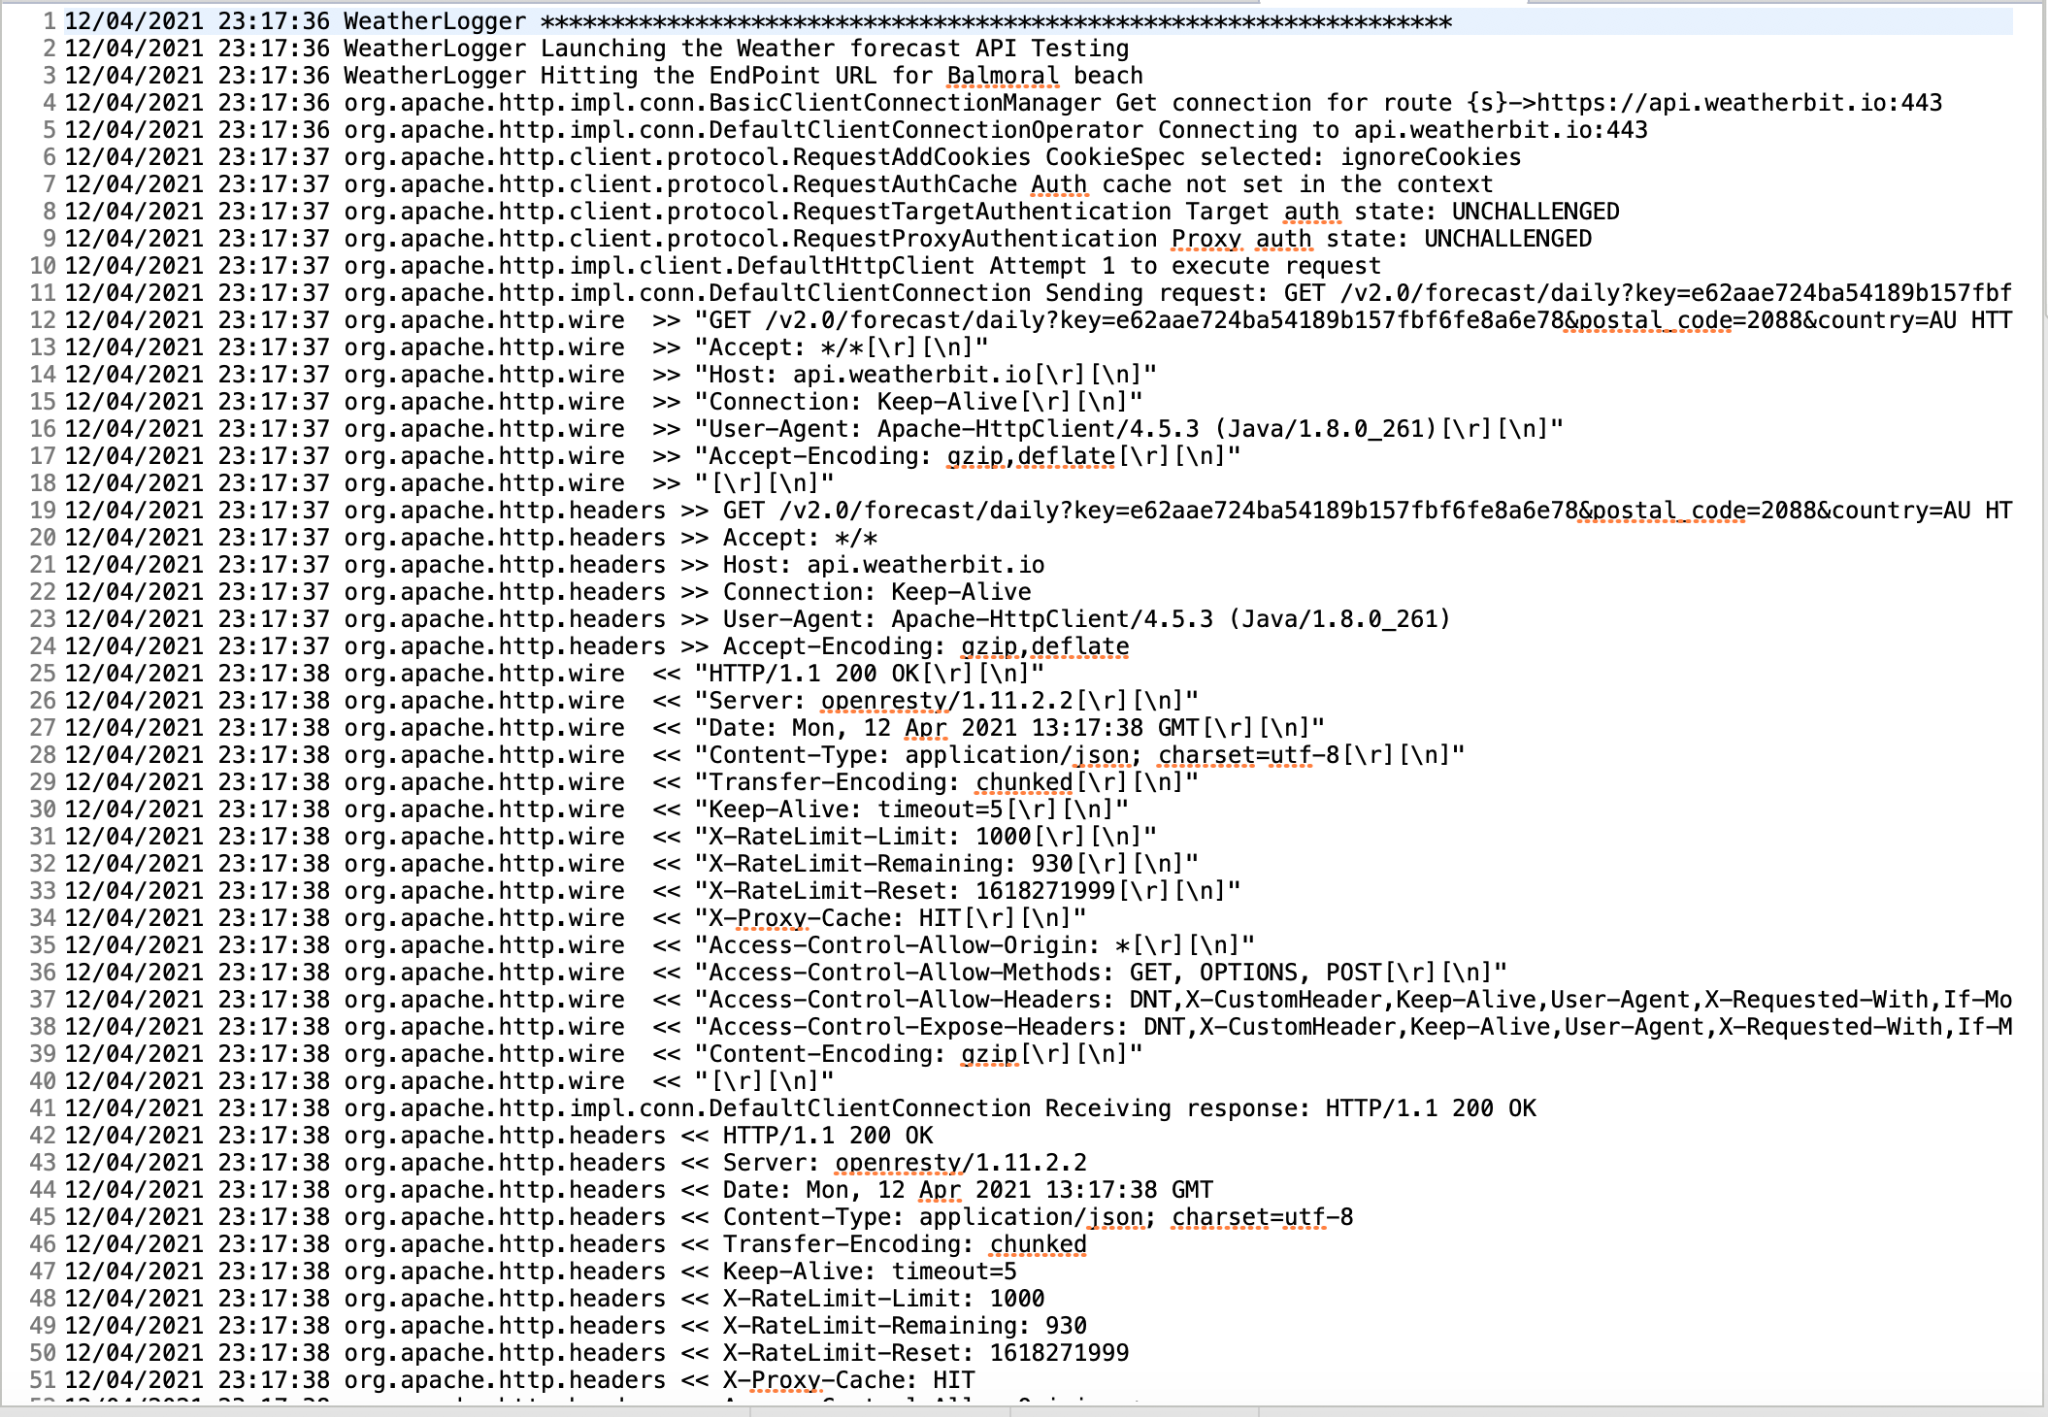 1 12/04/2021 23:17:36 WeatherLogger *****************************************************************
2 12/04/2021 23:17:36 WeatherLogger Launching the Weather forecast API Testing
3 12/04/2021 23:17:36 WeatherLogger Hitting the EndPoint URL for Balmoral beach
4 12/04/2021 23:17:36 org.apache.http.impl.conn.BasicClientConnectionManager Get connection for route {s}->https://api.weatherbit.io:443
5 12/04/2021 23:17:36 org.apache.http.impl.conn.DefaultClientConnectionOperator Connecting to api.weatherbit.io:443
6 12/04/2021 23:17:37 org.apache.http.client.protocol.RequestAddCookies CookieSpec selected: ignoreCookies
7 12/04/2021 23:17:37 org.apache.http.client.protocol.RequestAuthCache Auth cache not set in the context
8 12/04/2021 23:17:37 org.apache.http.client.protocol.RequestTargetAuthentication Target auth state: UNCHALLENGED
9 12/04/2021 23:17:37 org.apache.http.client.protocol.RequestProxyAuthentication Proxy auth state: UNCHALLENGED
10 12/04/2021 23:17:37 org.apache.http.impl.client.DefaultHttpClient Attempt 1 to execute request
11 12/04/2021 23:17:37 org.apache.http.impl.conn.DefaultClientConnection Sending request: GET /v2.0/forecast/daily?key=e62aae724ba54189b157fbf
12 12/04/2021 23:17:37 org.apache.http.wire  >> "GET /v2.0/forecast/daily?key=e62aae724ba54189b157fbf6fe8a6e78&postal_code=2088&country=AU HTT
13 12/04/2021 23:17:37 org.apache.http.wire  >> "Accept: */*[\r][\n]"
14 12/04/2021 23:17:37 org.apache.http.wire  >> "Host: api.weatherbit.io[\r][\n]"
15 12/04/2021 23:17:37 org.apache.http.wire  >> "Connection: Keep-Alive[\r][\n]"
16 12/04/2021 23:17:37 org.apache.http.wire  >> "User-Agent: Apache-HttpClient/4.5.3 (Java/1.8.0_261)[\r][\n]"
17 12/04/2021 23:17:37 org.apache.http.wire  >> "Accept-Encoding: gzip,deflate[\r][\n]"
18 12/04/2021 23:17:37 org.apache.http.wire  >> "[\r][\n]"
19 12/04/2021 23:17:37 org.apache.http.headers >> GET /v2.0/forecast/daily?key=e62aae724ba54189b157fbf6fe8a6e78&postal_code=2088&country=AU HT
20 12/04/2021 23:17:37 org.apache.http.headers >> Accept: */*
21 12/04/2021 23:17:37 org.apache.http.headers >> Host: api.weatherbit.io
22 12/04/2021 23:17:37 org.apache.http.headers >> Connection: Keep-Alive
23 12/04/2021 23:17:37 org.apache.http.headers >> User-Agent: Apache-HttpClient/4.5.3 (Java/1.8.0_261)
24 12/04/2021 23:17:37 org.apache.http.headers >> Accept-Encoding: gzip,deflate
25 12/04/2021 23:17:38 org.apache.http.wire  << "HTTP/1.1 200 OK[\r][\n]"
26 12/04/2021 23:17:38 org.apache.http.wire  << "Server: openresty/1.11.2.2[\r][\n]"
27 12/04/2021 23:17:38 org.apache.http.wire  << "Date: Mon, 12 Apr 2021 13:17:38 GMT[\r][\n]"
28 12/04/2021 23:17:38 org.apache.http.wire  << "Content-Type: application/json; charset=utf-8[\r][\n]"
29 12/04/2021 23:17:38 org.apache.http.wire  << "Transfer-Encoding: chunked[\r][\n]"
30 12/04/2021 23:17:38 org.apache.http.wire  << "Keep-Alive: timeout=5[\r][\n]"
31 12/04/2021 23:17:38 org.apache.http.wire  << "X-RateLimit-Limit: 1000[\r][\n]"
32 12/04/2021 23:17:38 org.apache.http.wire  << "X-RateLimit-Remaining: 930[\r][\n]"
33 12/04/2021 23:17:38 org.apache.http.wire  << "X-RateLimit-Reset: 1618271999[\r][\n]"
34 12/04/2021 23:17:38 org.apache.http.wire  << "X-Proxy-Cache: HIT[\r][\n]"
35 12/04/2021 23:17:38 org.apache.http.wire  << "Access-Control-Allow-Origin: *[\r][\n]"
36 12/04/2021 23:17:38 org.apache.http.wire  << "Access-Control-Allow-Methods: GET, OPTIONS, POST[\r][\n]"
37 12/04/2021 23:17:38 org.apache.http.wire  << "Access-Control-Allow-Headers: DNT,X-CustomHeader,Keep-Alive,User-Agent,X-Requested-With,If-Mo
38 12/04/2021 23:17:38 org.apache.http.wire  << "Access-Control-Expose-Headers: DNT,X-CustomHeader,Keep-Alive,User-Agent,X-Requested-With,If-M
39 12/04/2021 23:17:38 org.apache.http.wire  << "Content-Encoding: gzip[\r][\n]"
40 12/04/2021 23:17:38 org.apache.http.wire  << "[\r][\n]"
41 12/04/2021 23:17:38 org.apache.http.impl.conn.DefaultClientConnection Receiving response: HTTP/1.1 200 OK
42 12/04/2021 23:17:38 org.apache.http.headers << HTTP/1.1 200 OK
43 12/04/2021 23:17:38 org.apache.http.headers << Server: openresty/1.11.2.2
44 12/04/2021 23:17:38 org.apache.http.headers << Date: Mon, 12 Apr 2021 13:17:38 GMT
45 12/04/2021 23:17:38 org.apache.http.headers << Content-Type: application/json; charset=utf-8
46 12/04/2021 23:17:38 org.apache.http.headers << Transfer-Encoding: chunked
47 12/04/2021 23:17:38 org.apache.http.headers << Keep-Alive: timeout=5
48 12/04/2021 23:17:38 org.apache.http.headers << X-RateLimit-Limit: 1000
49 12/04/2021 23:17:38 org.apache.http.headers << X-RateLimit-Remaining: 930
50 12/04/2021 23:17:38 org.apache.http.headers << X-RateLimit-Reset: 1618271999
51 12/04/2021 23:17:38 org.apache.http.headers << X-Proxy-Cache: HIT